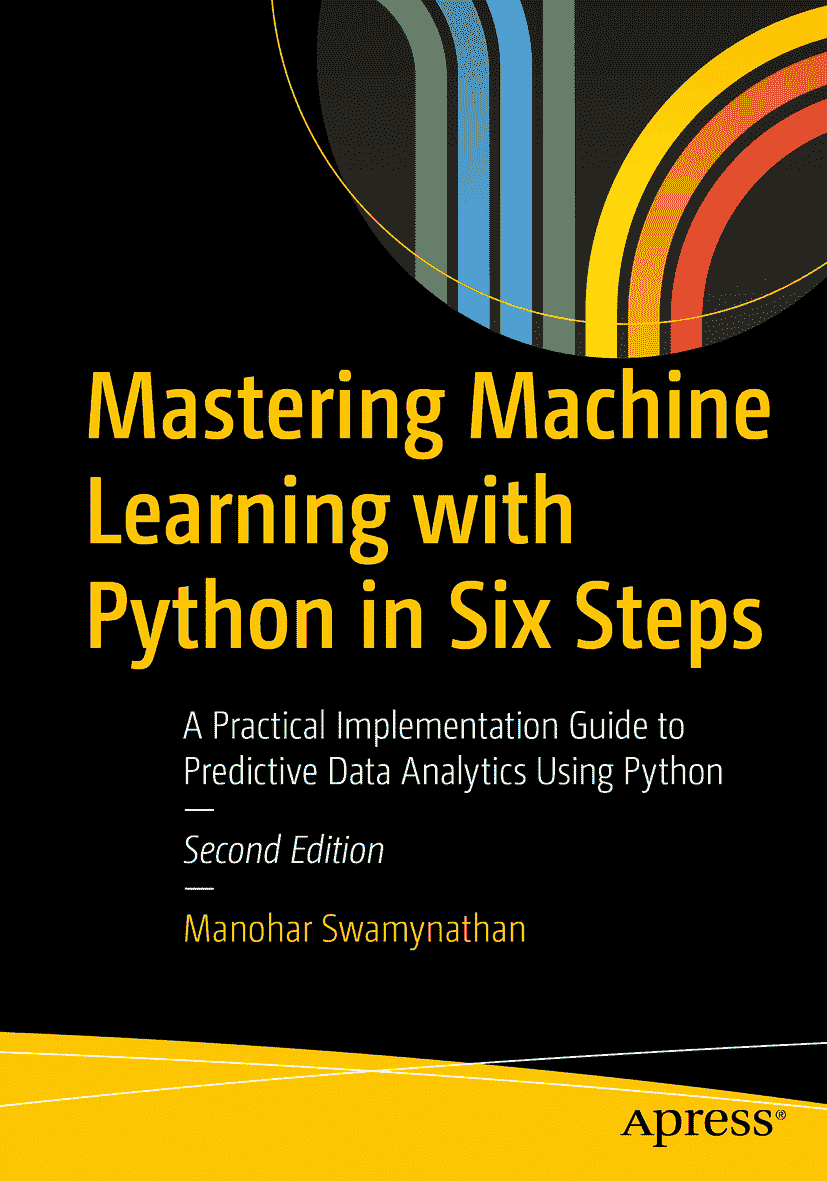 Mastering Machine
Learning with
Python in Six Steps
A Practical Implementation Guide to
Predictive Data Analytics Using Python
—
Second Edition
—
Manohar Swamynathan
Apress®